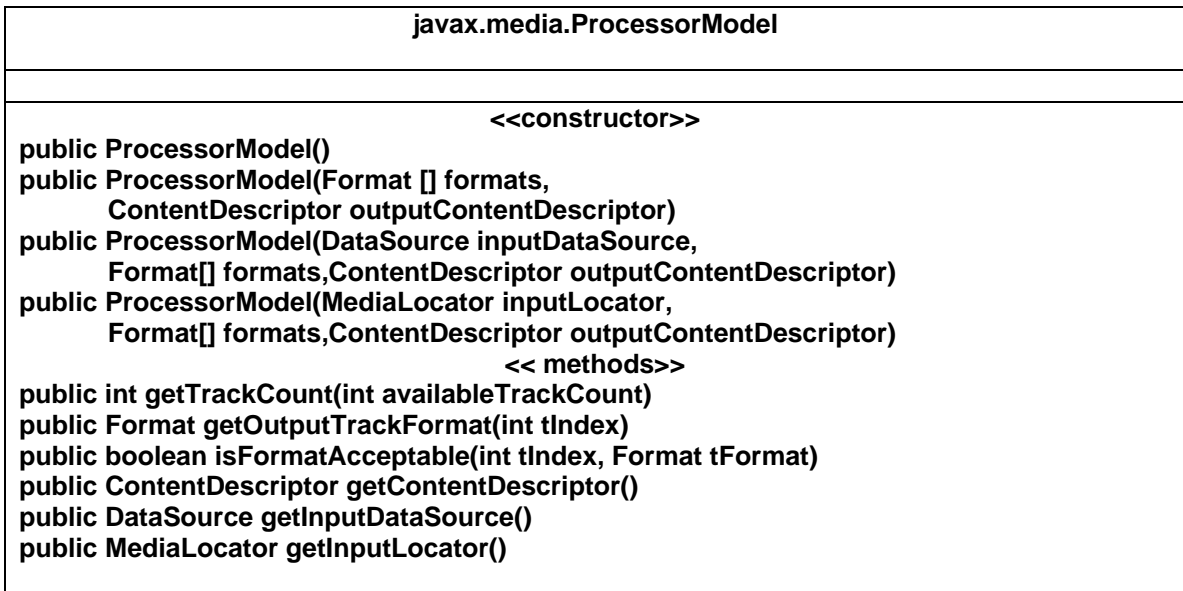 javax.media.ProcessorModel
<<constructor>>
public ProcessorModel()
public ProcessorModel(Format [] formats,
ContentDescriptor outputContentDescriptor)
public ProcessorModel(DataSource inputDataSource,
Format[] formats,ContentDescriptor outputContentDescriptor)
public ProcessorModel(MediaLocator inputLocator,
Format[] formats,ContentDescriptor outputContentDescriptor)
<< methods>>
public int getTrackCount(int availableTrackCount)
public Format getOutputTrackFormat(int tIndex)
public boolean isFormatAcceptable(int tIndex, Format tFormat)
public ContentDescriptor getContentDescriptor()
public DataSource getInputDataSource()
public MediaLocator getInputLocator()